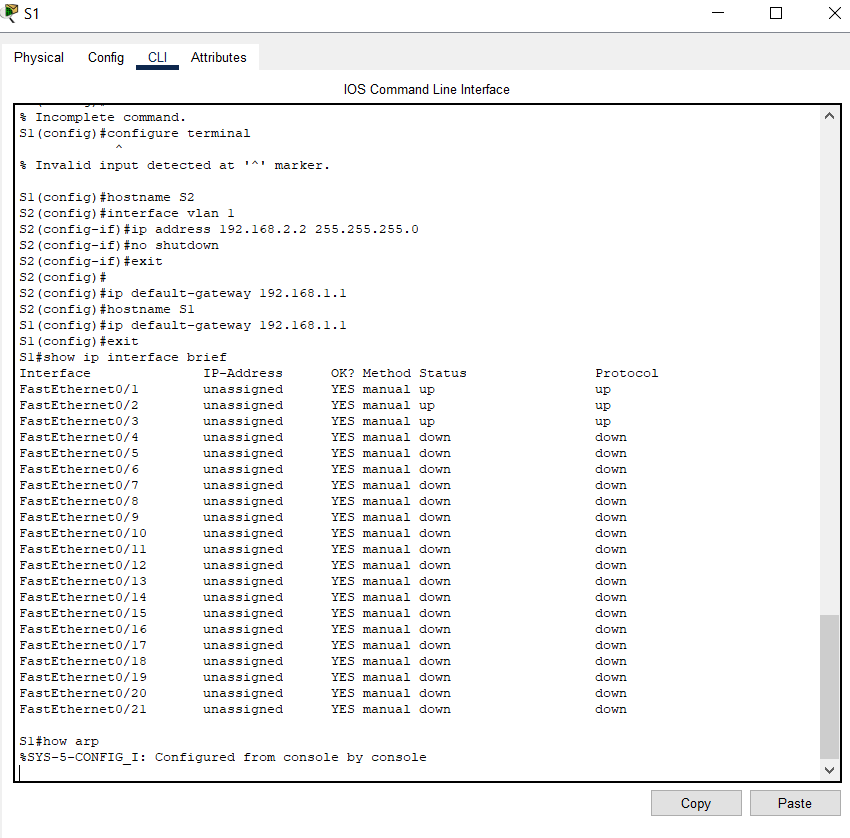 S1
Physical Config CLI Attributes
IOS Command Line Interface
% Incomplete command.
S1(config)#configure terminal
^
% Invalid input detected at '^' marker.
S1(config)#hostname S2
S2(config)#interface vlan 1
S2(config-if)#ip address 192.168.2.2 255.255.255.0
S2(config-if)#no shutdown
S2(config-if)#exit
S2(config)#
S2(config)#ip default-gateway 192.168.1.1
S2(config)#hostname S1
S1(config)#ip default-gateway 192.168.1.1
S1(config)#exit
S1#show ip interface brief
Interface IP-Address OK? Method Status Protocol
FastEthernet0/1 unassigned YES manual up up
FastEthernet0/2 unassigned YES manual up up
FastEthernet0/3 unassigned YES manual up up
FastEthernet0/4 unassigned YES manual down down
FastEthernet0/5 unassigned YES manual down down
FastEthernet0/6 unassigned YES manual down down
FastEthernet0/7 unassigned YES manual down down
FastEthernet0/8 unassigned YES manual down down
FastEthernet0/9 unassigned YES manual down down
FastEthernet0/10 unassigned YES manual down down
FastEthernet0/11 unassigned YES manual down down
FastEthernet0/12 unassigned YES manual down down
FastEthernet0/13 unassigned YES manual down down
FastEthernet0/14 unassigned YES manual down down
FastEthernet0/15 unassigned YES manual down down
FastEthernet0/16 unassigned YES manual down down
FastEthernet0/17 unassigned YES manual down down
FastEthernet0/18 unassigned YES manual down down
FastEthernet0/19 unassigned YES manual down down
FastEthernet0/20 unassigned YES manual down down
FastEthernet0/21 unassigned YES manual down down
S1#how arp
%SYS-5-CONFIG_I: Configured from console by console
Copy Paste